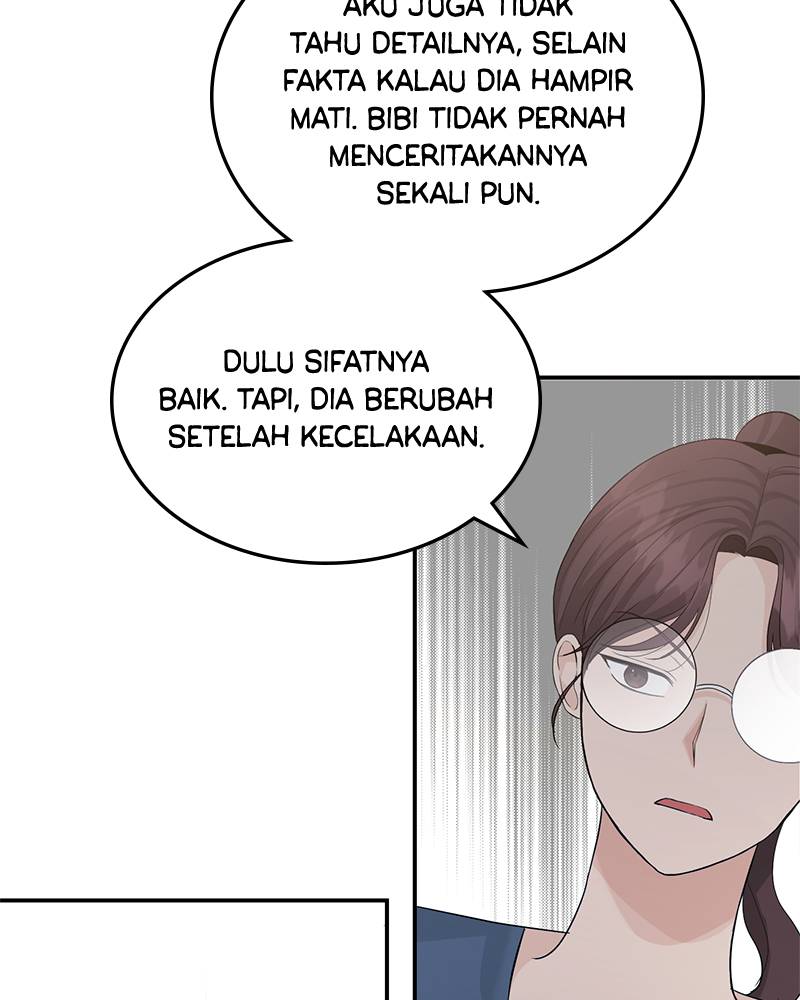 AKU JUGA TIDAK
TAHU DETAILNYA, SELAIN
FAKTA KALAU DIA HAMPIR
MATI. BIBI TIDAK PERNAH
MENCERITAKANNYA
SEKALI PUN.
DULU SIFATNYA
BAIK. TAPI, DIA BERUBAH
SETELAH KECELAKAAN.